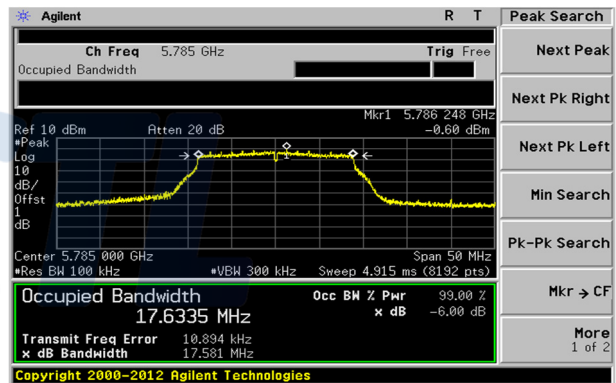 Agilent R T
Peak Search
Ch Freq 5.785 GHz Trig Free
Occupied Bandwidth
Next Peak
Next Pk Right
Next Pk Left
Min Search
Pk-Pk Search
Mkr → CF
More
1 of 2
Mkr1 5.786 248 GHz
Ref 10 dBm Atten 20 dB -0.60 dBm
#Peak
Log
10
dB/
Offst
1
dB
1
Center 5.785 000 GHz Span 50 MHz
#Res BW 100 kHz #VBW 300 kHz Sweep 4.915 ms (8192 pts)
Occupied Bandwidth Occ BW % Pwr 99.00 %
17.6335 MHz x dB -6.00 dB
Transmit Freq Error 10.894 kHz
x dB Bandwidth 17.581 MHz
Copyright 2000-2012 Agilent Technologies